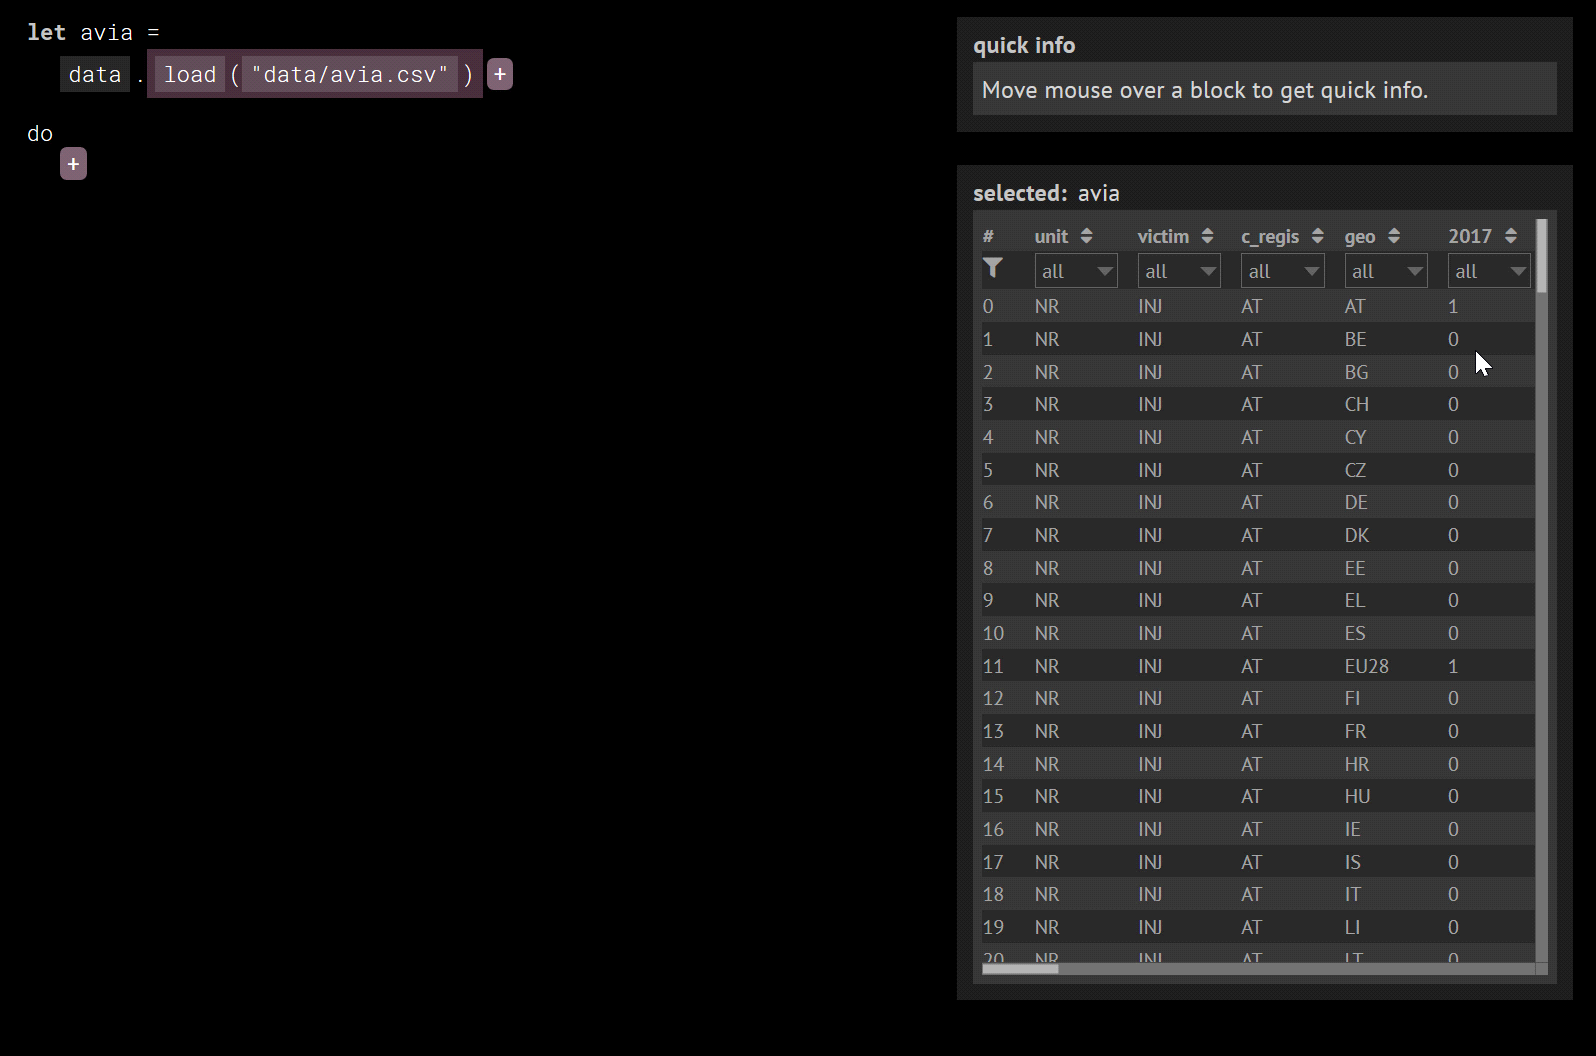 let avia =
data . load ( "data/avia.csv" ) +
do
+
quick info
Move mouse over a block to get quick info.
selected: avia
# unit victim c_regis geo 2017
all all all all all
0 NR INJ AT AT 1
1 NR INJ AT BE 0
2 NR INJ AT BG 0
3 NR INJ AT CH 0
4 NR INJ AT CY 0
5 NR INJ AT CZ 0
6 NR INJ AT DE 0
7 NR INJ AT DK 0
8 NR INJ AT EE 0
9 NR INJ AT EL 0
10 NR INJ AT ES 0
11 NR INJ AT EU28 1
12 NR INJ AT FI 0
13 NR INJ AT FR 0
14 NR INJ AT HR 0
15 NR INJ AT HU 0
16 NR INJ AT IE 0
17 NR INJ AT IS 0
18 NR INJ AT IT 0
19 NR INJ AT LI 0
20 NR INJ AT LT 0